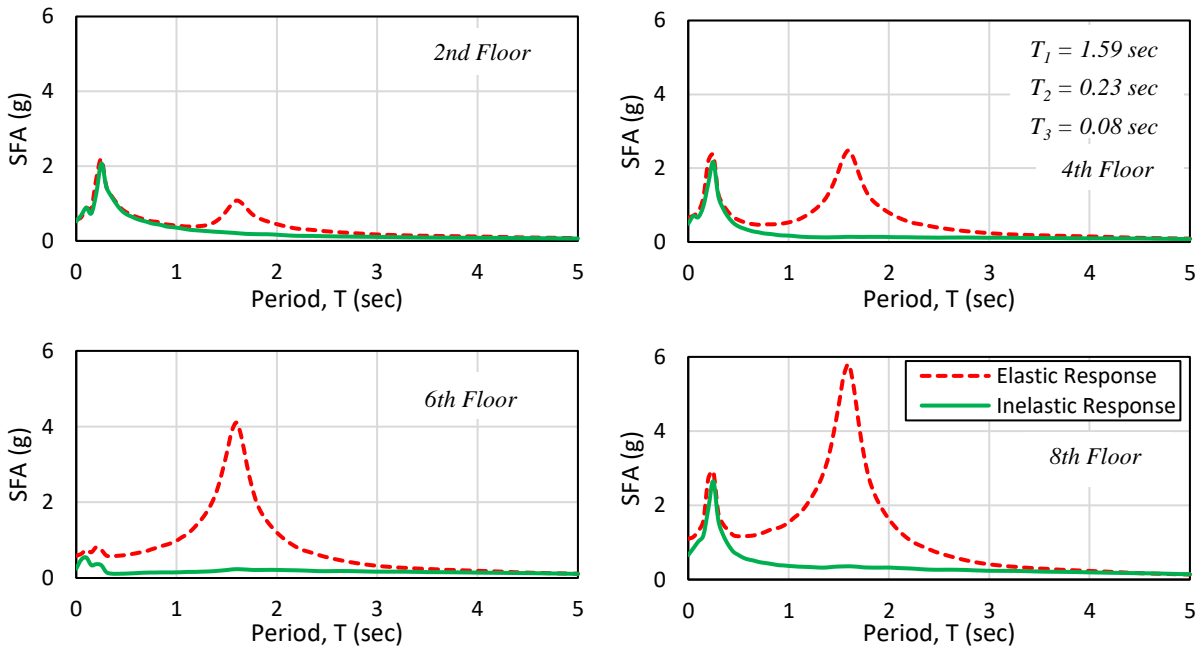 6
4
2
0
SFA (g)
2nd Floor
0 1 2 3 4 5
Period, T (sec)
6
4
2
0
SFA (g)
T1 = 1.59 sec
T2 = 0.23 sec
T3 = 0.08 sec
4th Floor
0 1 2 3 4 5
Period, T (sec)
6
4
2
0
SFA (g)
6th Floor
0 1 2 3 4 5
Period, T (sec)
6
4
2
0
SFA (g)
Elastic Response
Inelastic Response
8th Floor
0 1 2 3 4 5
Period, T (sec)